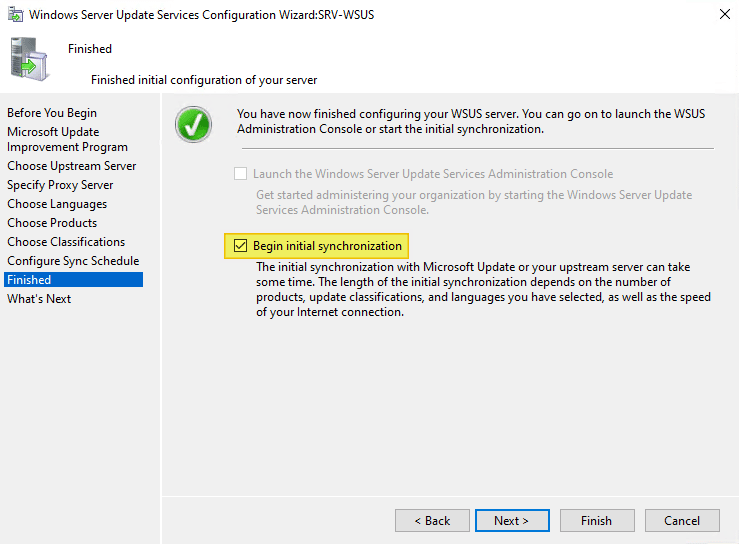 Windows Server Update Services Configuration Wizard:SRV-WSUS
Finished
Finished initial configuration of your server
Before You Begin
Microsoft Update
Improvement Program
Choose Upstream Server
Specify Proxy Server
Choose Languages
Choose Products
Choose Classifications
Configure Sync Schedule
Finished
What's Next
You have now finished configuring your WSUS server. You can go on to launch the WSUS
Administration Console or start the initial synchronization.
Launch the Windows Server Update Services Administration Console
Get started administering your organization by starting the Windows Server Update
Services Administration Console.
Begin initial synchronization
The initial synchronization with Microsoft Update or your upstream server can take
some time. The length of the initial synchronization depends on the number of
products, update classifications, and languages you have selected, as well as the speed
of your Internet connection.
< Back
Next >
Finish
Cancel